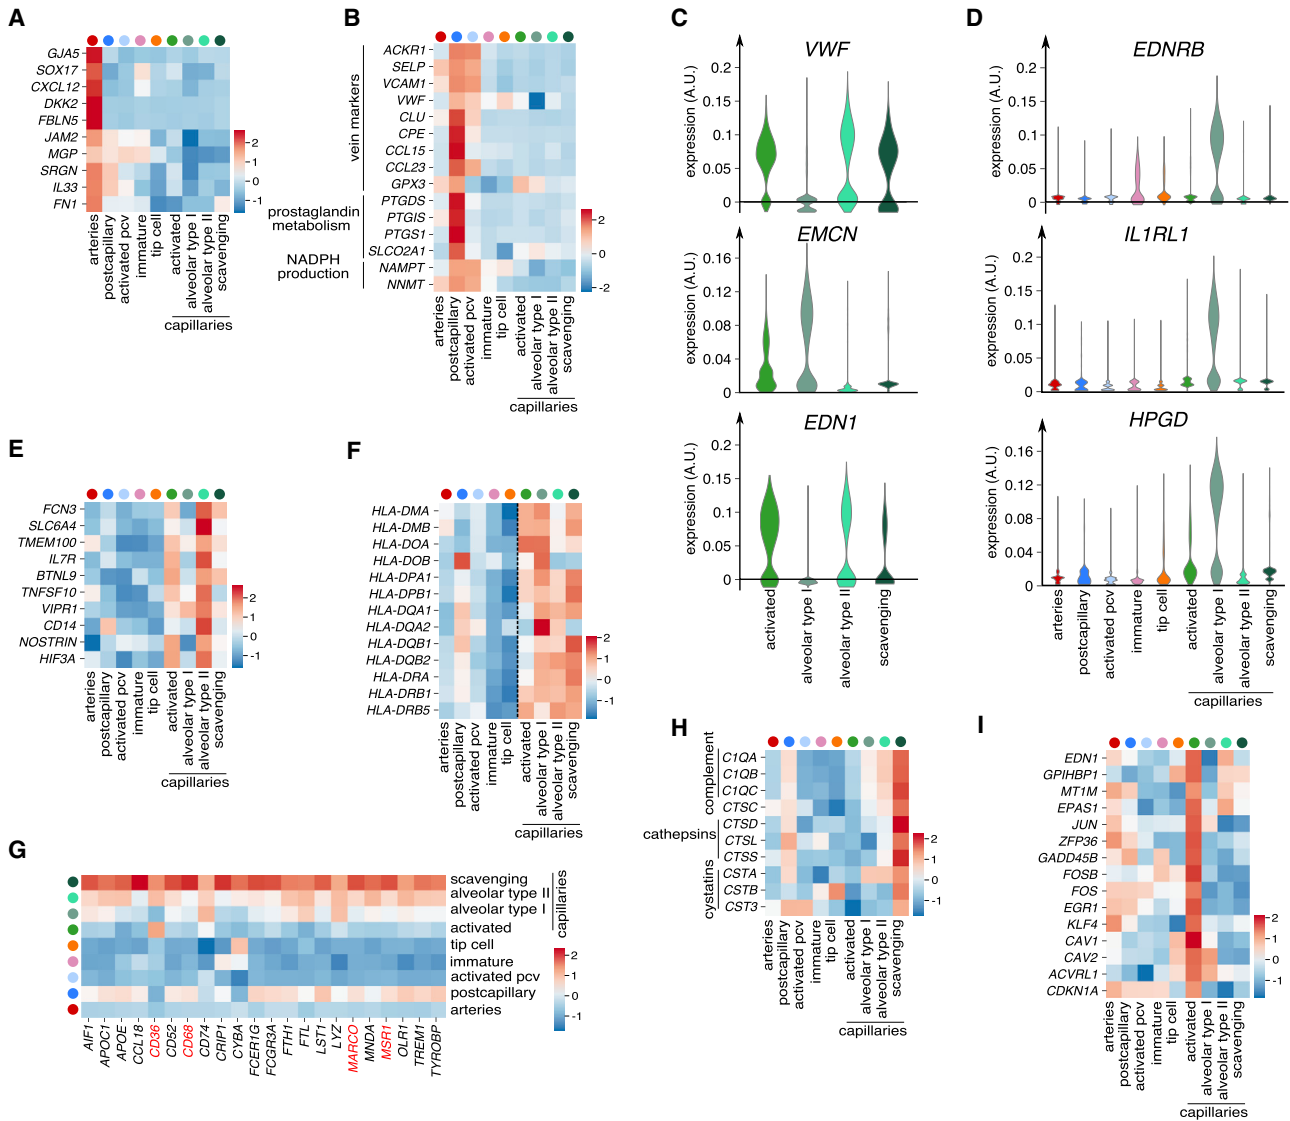 A
GJA5
SOX17
CXCL12
DKK2
FBLN5
JAM2
MGP
SRGN
IL33
FN1
2
1
0
-1
arteries
postcapillary
activated pcv
immature
tip cell
activated
alveolar type I
alveolar type II
scavenging
capillaries
B
vein markers
ACKR1
SELP
VCAM1
VWF
CLU
CPE
CCL15
CCL23
GPX3
prostaglandin
metabolism
PTGDS
PTGIS
PTGS1
SLCO2A1
NADPH
production
NAMPT
NNMT
2
0
-2
arteries
postcapillary
activated pcv
immature
tip cell
activated
alveolar type I
alveolar type II
scavenging
capillaries
C
VWF
expression (A.U.)
0.2
0.15
0.1
0.05
0
EMCN
expression (A.U.)
0.16
0.12
0.08
0.04
0
EDN1
expression (A.U.)
0.2
0.1
0.05
0
activated
alveolar type I
alveolar type II
scavenging
D
EDNRB
expression (A.U.)
0.2
0.15
0.1
0.05
0
IL1RL1
expression (A.U.)
0.2
0.15
0.1
0.05
0
HPGD
expression (A.U.)
0.16
0.12
0.08
0.04
0
arteries
postcapillary
activated pcv
immature
tip cell
activated
alveolar type I
alveolar type II
scavenging
capillaries
E
FCN3
SLC6A4
TMEM100
IL7R
BTNL9
TNFSF10
VIPR1
CD14
NOSTRIN
HIF3A
2
1
0
-1
arteries
postcapillary
activated pcv
immature
tip cell
activated
alveolar type I
alveolar type II
scavenging
capillaries
F
HLA-DMA
HLA-DMB
HLA-DOA
HLA-DOB
HLA-DPA1
HLA-DPB1
HLA-DQA1
HLA-DQA2
HLA-DQB1
HLA-DQB2
HLA-DRA
HLA-DRB1
HLA-DRB5
2
1
0
-1
arteries
postcapillary
activated pcv
immature
tip cell
activated
alveolar type I
alveolar type II
scavenging
capillaries
G
scavenging
alveolar type II
alveolar type I
activated
capillaries
tip cell
immature
activated pcv
postcapillary
arteries
2
1
0
-1
AIF1
APOC1
APOE
CCL18
CD36
CD52
CD68
CD74
CRIP1
CYBA
FCER1G
FCGR3A
FTH1
FTL
LST1
LYZ
MARCO
MNDA
MSR1
OLR1
TREM1
TYROBP
H
complement
C1QA
C1QB
C1QC
CTSC
cathepsins
CTSD
CTSL
CTSS
cystatins
CSTA
CSTB
CST3
2
1
0
-1
arteries
postcapillary
activated pcv
immature
tip cell
activated
alveolar type I
alveolar type II
scavenging
capillaries
I
EDN1
GPIHBP1
MT1M
EPAS1
JUN
ZFP36
GADD45B
FOSB
FOS
EGR1
KLF4
CAV1
CAV2
ACVRL1
CDKN1A
2
1
0
-1
arteries
postcapillary
activated pcv
immature
tip cell
activated
alveolar type I
alveolar type II
scavenging
capillaries